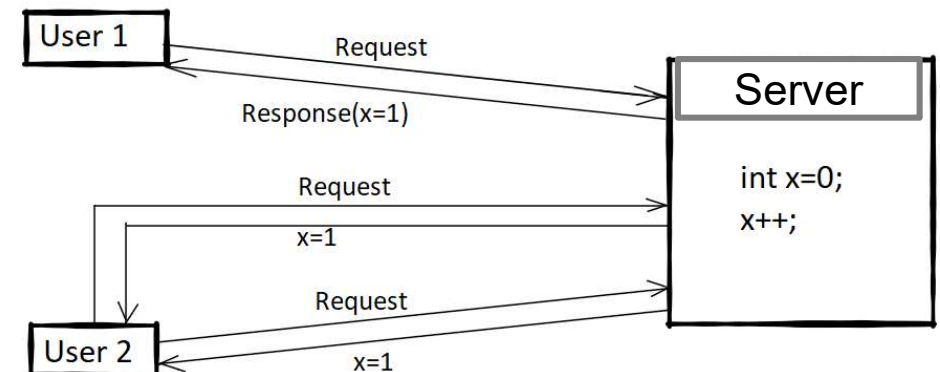 User 1
Request
Response(x=1)
Server
int x=0;
x++;
Request
x=1
Request
User 2
x=1